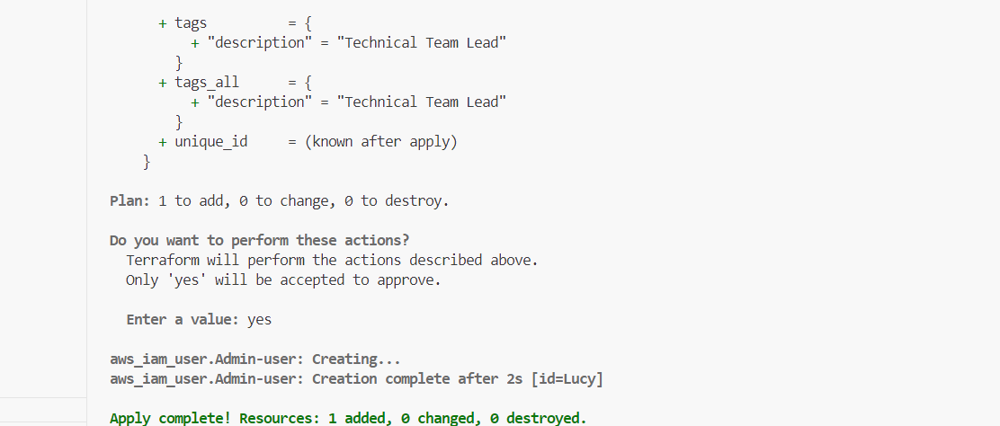 + tags = {
+ "description" = "Technical Team Lead"
}
+ tags_all = {
+ "description" = "Technical Team Lead"
}
+ unique_id = (known after apply)
}
Plan: 1 to add, 0 to change, 0 to destroy.
Do you want to perform these actions?
Terraform will perform the actions described above.
Only 'yes' will be accepted to approve.
Enter a value: yes
aws_iam_user.Admin-user: Creating...
aws_iam_user.Admin-user: Creation complete after 2s [id=Lucy]
Apply complete! Resources: 1 added, 0 changed, 0 destroyed.